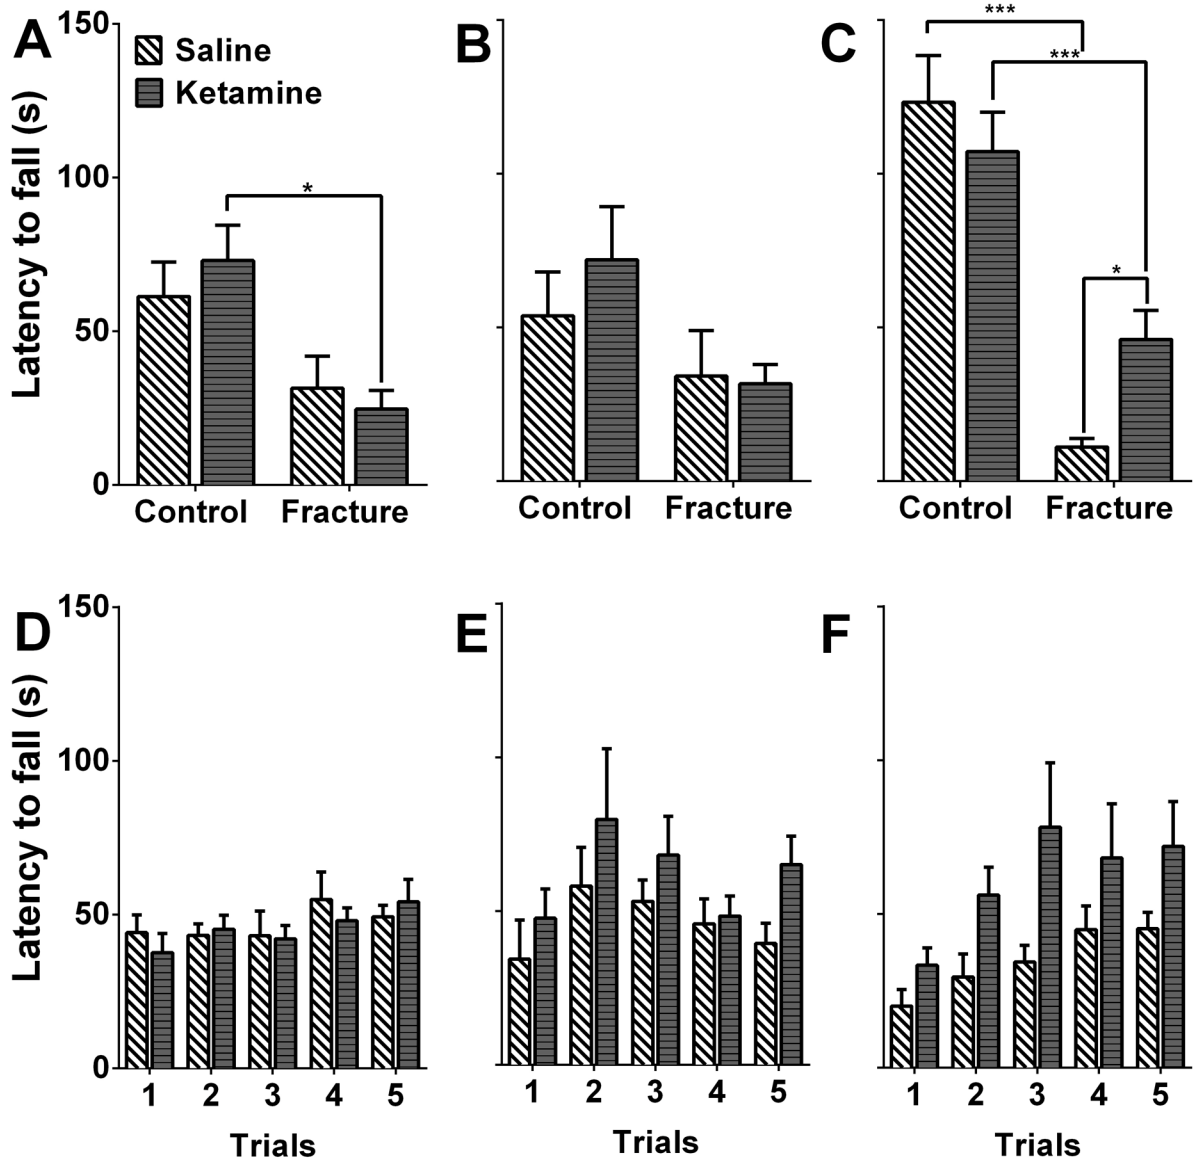 A
150
100
50
0
Latency to fall (s)
Saline
Ketamine
*
Control Fracture
B
Control Fracture
C
***
***
*
Control Fracture
D
150
100
50
0
Latency to fall (s)
1 2 3 4 5
Trials
E
1 2 3 4 5
Trials
F
1 2 3 4 5
Trials